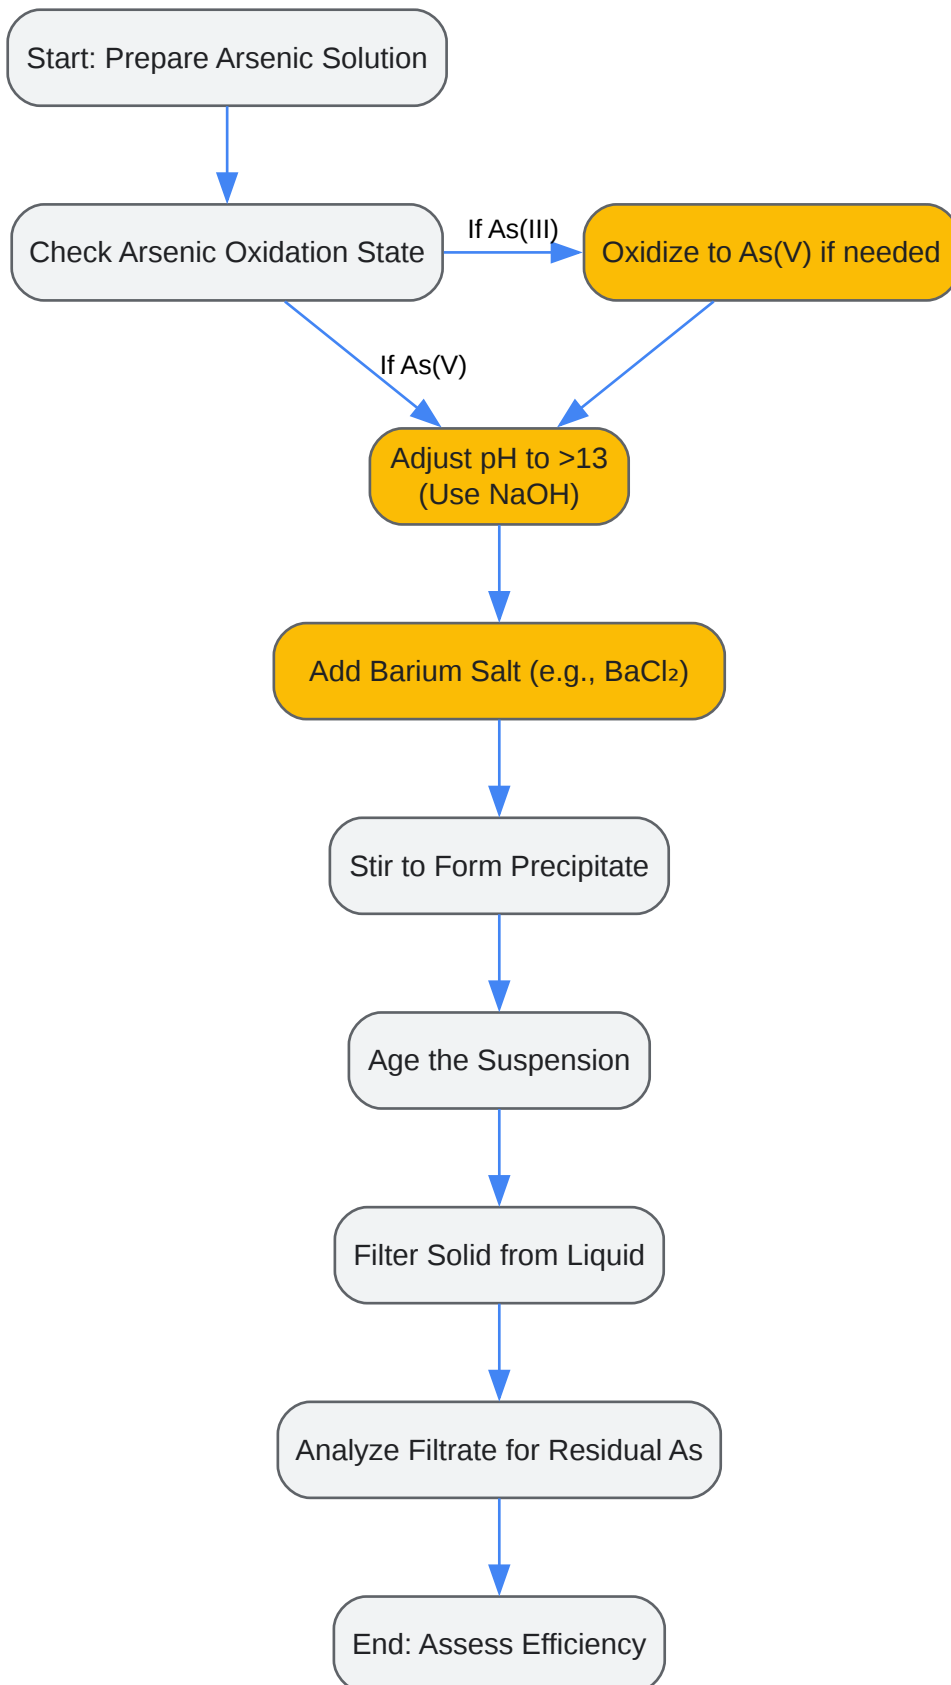 Start: Prepare Arsenic Solution
If As(III)
Check Arsenic Oxidation State
Oxidize to As(V) if needed
If As(V)
Adjust pH to >13
(Use NaOH)
Add Barium Salt (e.g., BaCl₂)
Stir to Form Precipitate
Age the Suspension
Filter Solid from Liquid
Analyze Filtrate for Residual As
End: Assess Efficiency